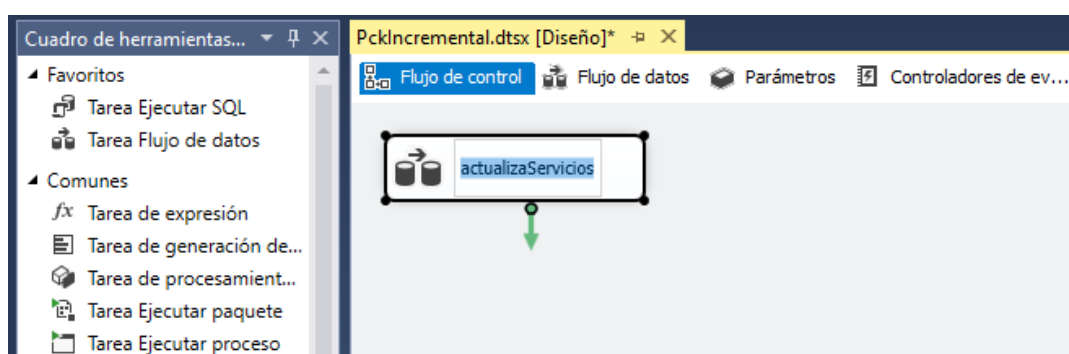 Cuadro de herramientas...
PckIncremental.dtsx [Diseño]*
Favoritos
Flujo de control
Flujo de datos
Parámetros
Controladores de ev...
Tarea Ejecutar SQL
Tarea Flujo de datos
actualizaServicios
Comunes
fx Tarea de expresión
Tarea de generación de...
Tarea de procesamient...
Tarea Ejecutar paquete
Tarea Ejecutar proceso